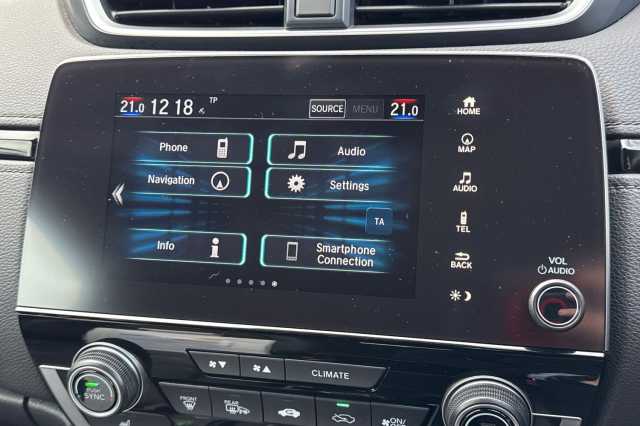 21.0 12 18 TP SOURCE MENU 21.0
HOME
Phone
Audio
MAP
Navigation
Settings
AUDIO
TA
TEL
Info
Smartphone
Connection
BACK
VOL
AUDIO
CLIMATE
SYNC
FRONT
REAR
ON/